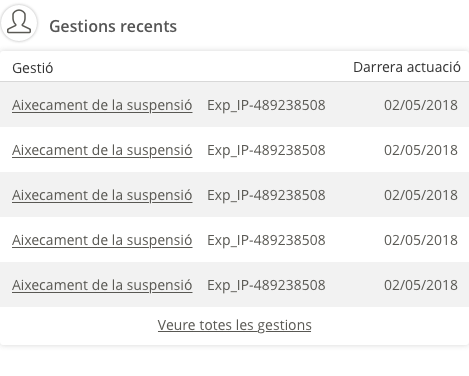 Gestions recents
Gestió Darrera actuació
Aixecament de la suspensió Exp_IP-489238508 02/05/2018
Aixecament de la suspensió Exp_IP-489238508 02/05/2018
Aixecament de la suspensió Exp_IP-489238508 02/05/2018
Aixecament de la suspensió Exp_IP-489238508 02/05/2018
Aixecament de la suspensió Exp_IP-489238508 02/05/2018
Veure totes les gestions